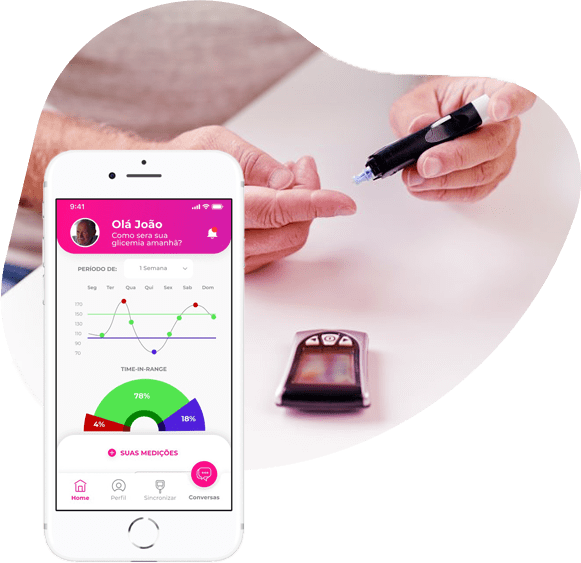 9:41
Olá João
Como sera sua
glicemia amanhã?
PERÍODO DE:
1 Semana
Seg Ter Qua Qui Sex Sab Dom
170
150
130
110
90
70
TIME-IN-RANGE
78%
4%
18%
SUAS MEDIÇÕES
Home Perfil Sincronizar Conversas